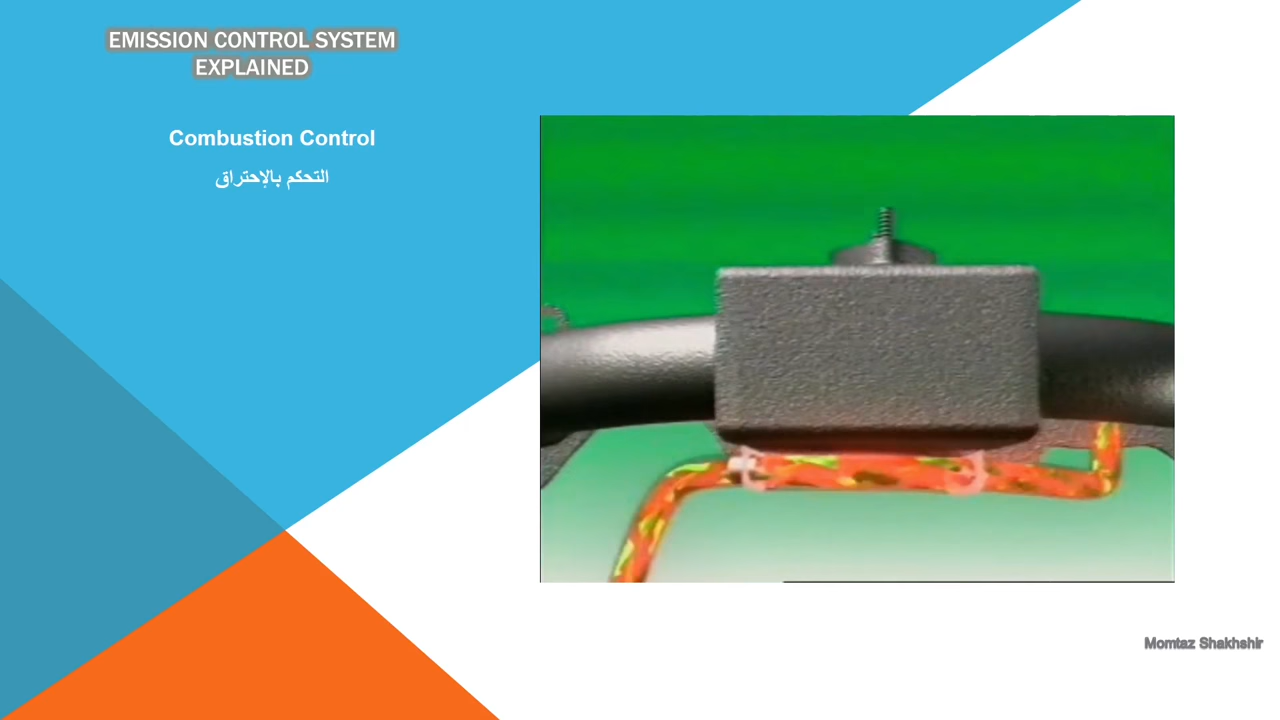 EMISSION CONTROL SYSTEM
EXPLAINED
Combustion Control
التحكم بالإحتراق
Momtaz Shakhshir